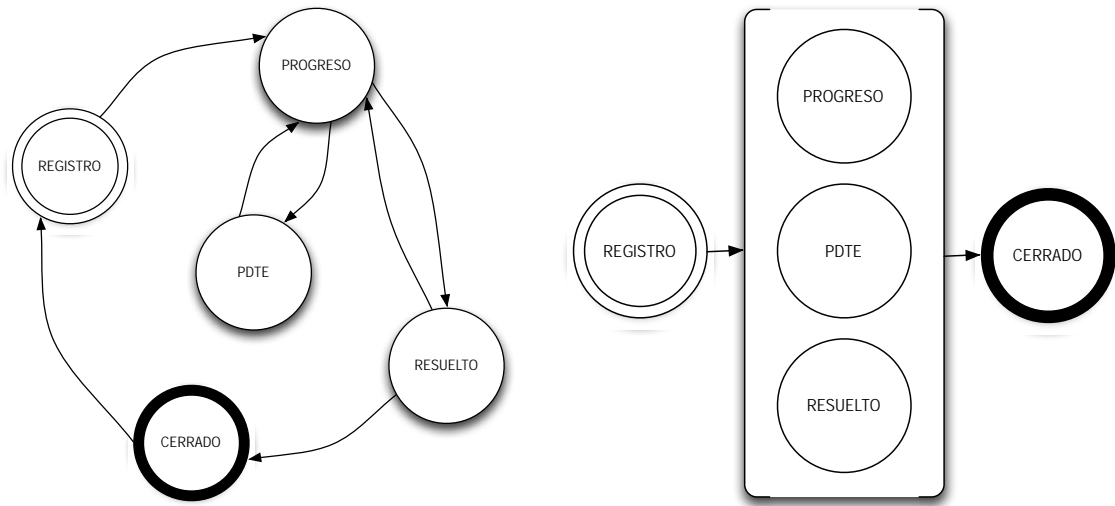 PROGRESO
REGISTRO
PDTE
RESUELTO
CERRADO
PROGRESO
REGISTRO
PDTE
CERRADO
RESUELTO